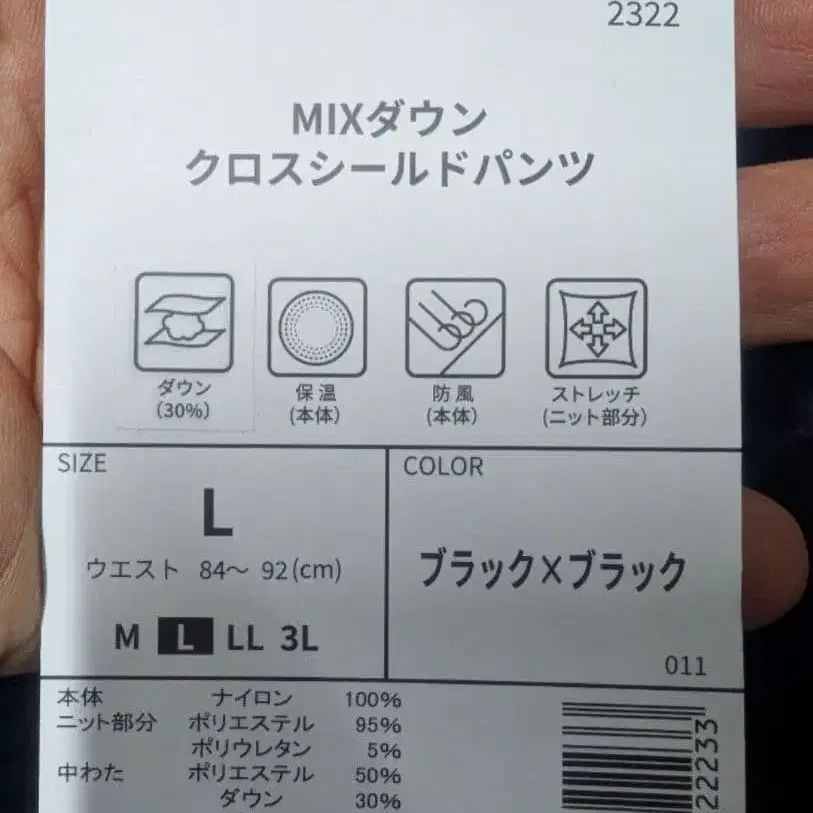 2322
MIXダウン
クロスシールドパンツ
ダウン
(30%)
保温
(本体)
防風
(本体)
ストレッチ
(ニット部分)
SIZE
L
ウエスト 84〜 92(cm)
M L LL 3L
COLOR
ブラック×ブラック
011
本体 ナイロン 100%
ニット部分 ポリエステル 95%
ポリウレタン 5%
中わた ポリエステル 50%
ダウン 30%
22233